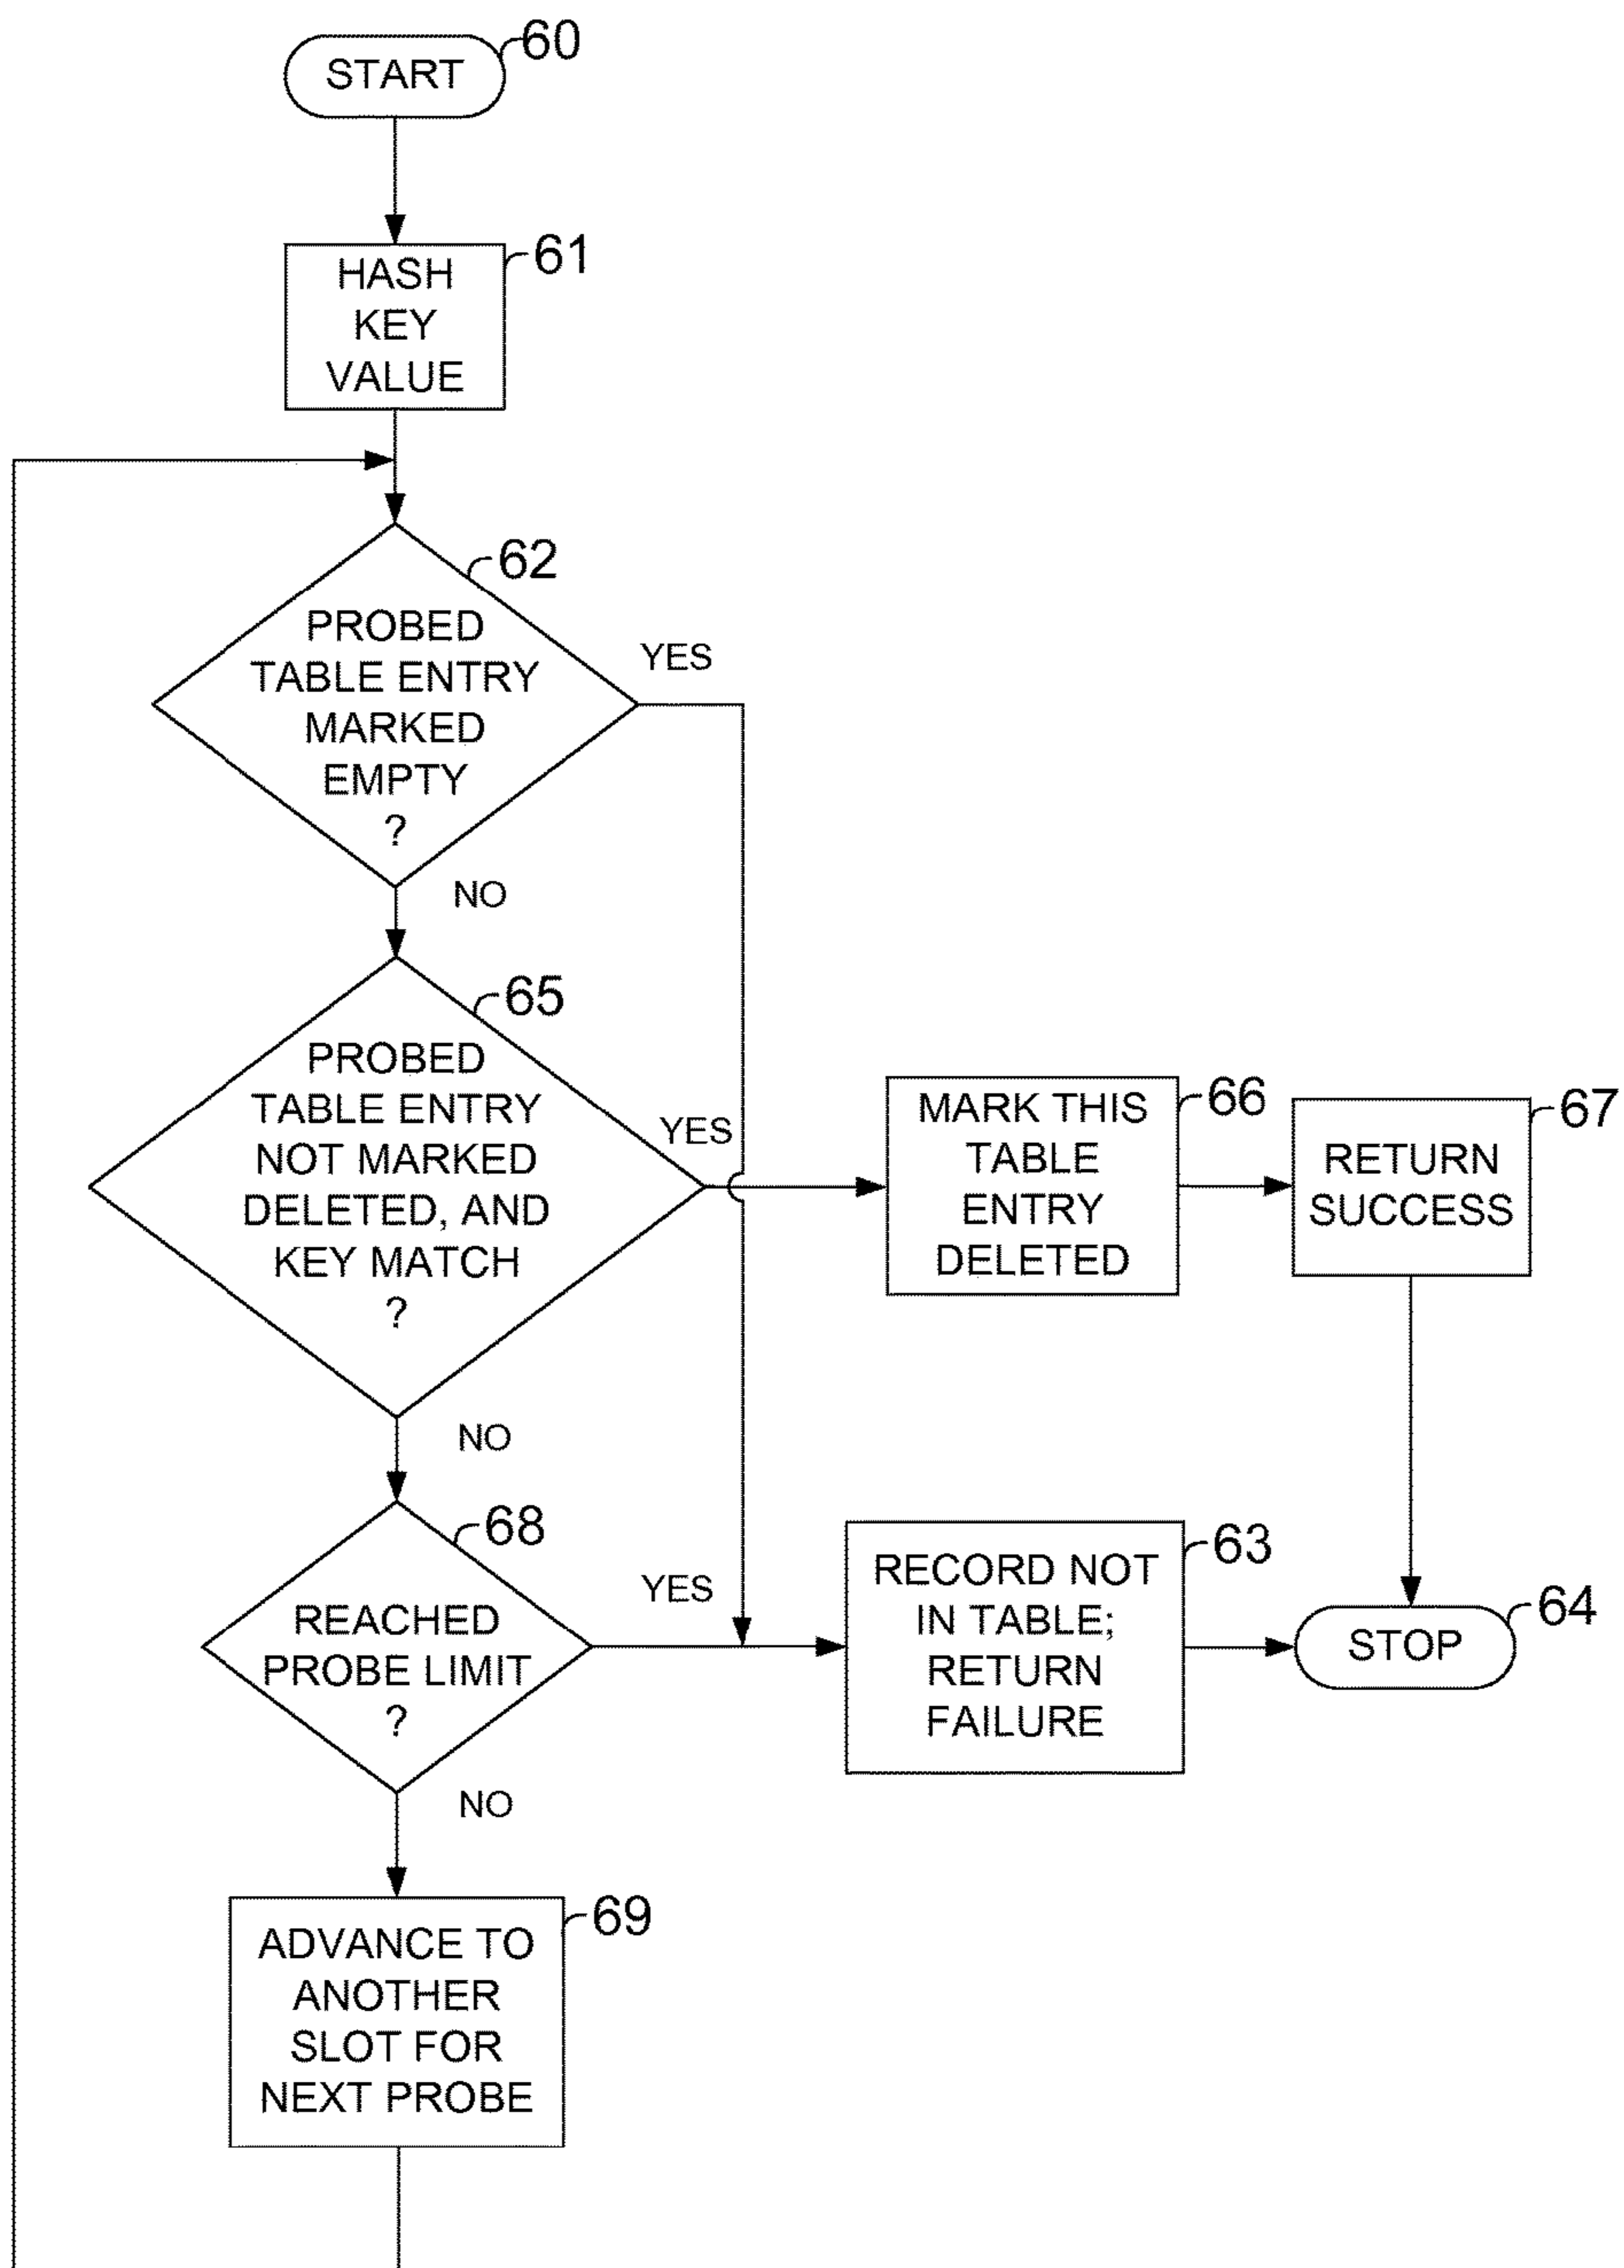 START
60
HASH
KEY
VALUE
61
62
PROBED
TABLE ENTRY
MARKED
EMPTY
?
YES
NO
65
PROBED
TABLE ENTRY
NOT MARKED
DELETED, AND
KEY MATCH
?
YES
NO
MARK THIS
TABLE
ENTRY
DELETED
66
RETURN
SUCCESS
67
68
REACHED
PROBE LIMIT
?
YES
NO
RECORD NOT
IN TABLE;
RETURN
FAILURE
63
STOP
64
ADVANCE TO
ANOTHER
SLOT FOR
NEXT PROBE
69